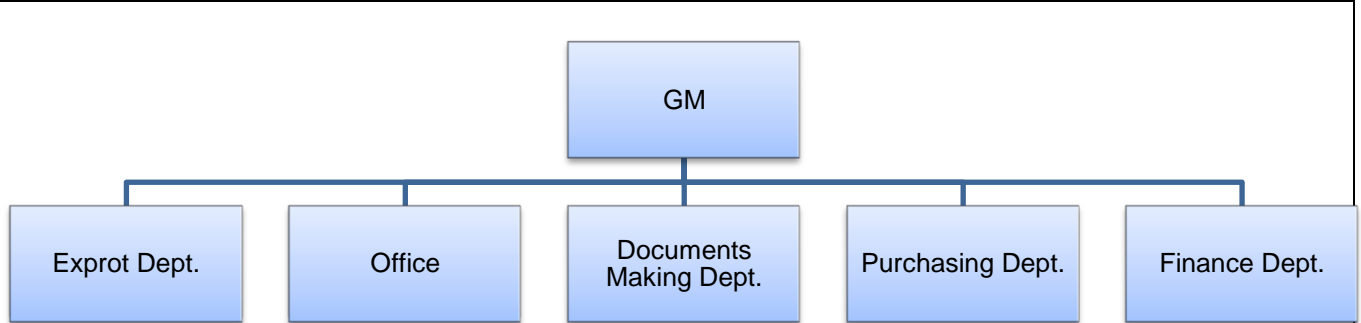 GM
Exprot Dept.
Office
Documents
Making Dept.
Purchasing Dept.
Finance Dept.